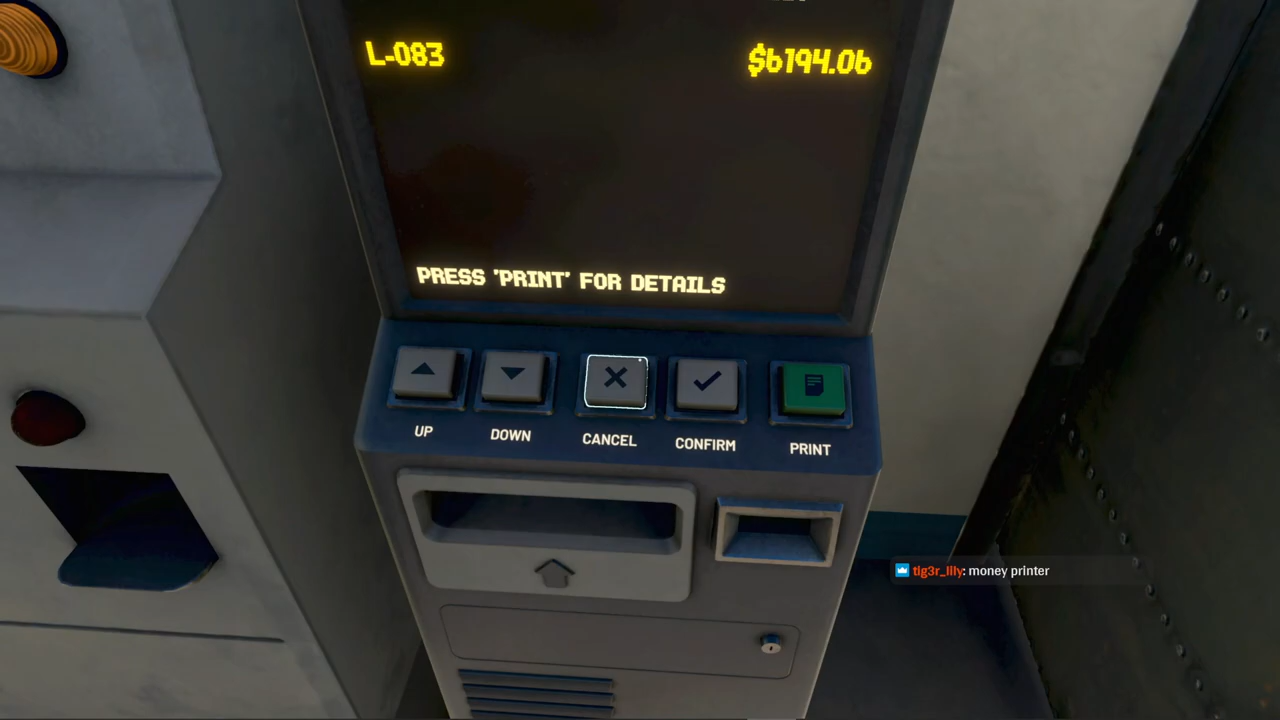 L-083
$6194.06
PRESS 'PRINT' FOR DETAILS
UP
DOWN
CANCEL
CONFIRM
PRINT
tig3r_lily: money printer